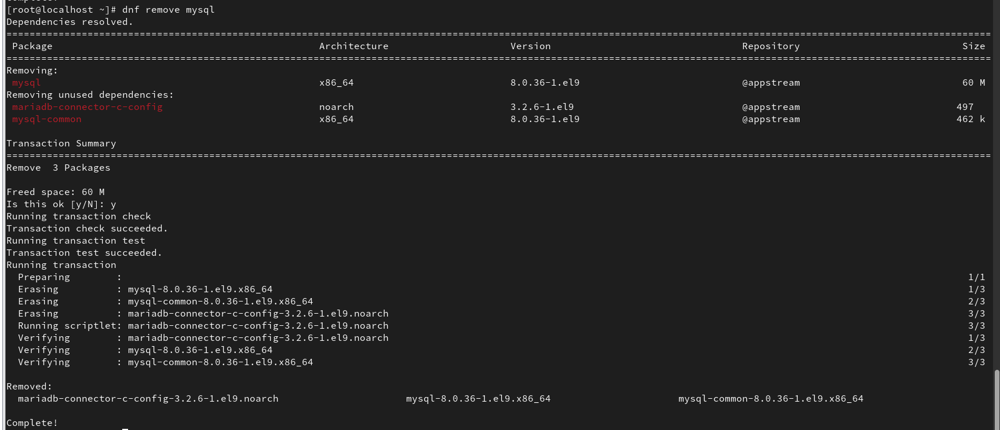 [root@localhost ~]# dnf remove mysql
Dependencies resolved.
================================================================================
Package Architecture Version Repository Size
================================================================================
Removing:
mysql x86_64 8.0.36-1.el9 @appstream 60 M
Removing unused dependencies:
mariadb-connector-c-config noarch 3.2.6-1.el9 @appstream 497
mysql-common x86_64 8.0.36-1.el9 @appstream 462 k
Transaction Summary
================================================================================
Remove  3 Packages
Freed space: 60 M
Is this ok [y/N]: y
Running transaction check
Transaction check succeeded.
Running transaction test
Transaction test succeeded.
Running transaction
Preparing : 1/1
Erasing : mysql-8.0.36-1.el9.x86_64 1/3
Erasing : mysql-common-8.0.36-1.el9.x86_64 2/3
Erasing : mariadb-connector-c-config-3.2.6-1.el9.noarch 3/3
Running scriptlet: mariadb-connector-c-config-3.2.6-1.el9.noarch 3/3
Verifying : mariadb-connector-c-config-3.2.6-1.el9.noarch 1/3
Verifying : mysql-8.0.36-1.el9.x86_64 2/3
Verifying : mysql-common-8.0.36-1.el9.x86_64 3/3
Removed:
mariadb-connector-c-config-3.2.6-1.el9.noarch mysql-8.0.36-1.el9.x86_64 mysql-common-8.0.36-1.el9.x86_64
Complete!